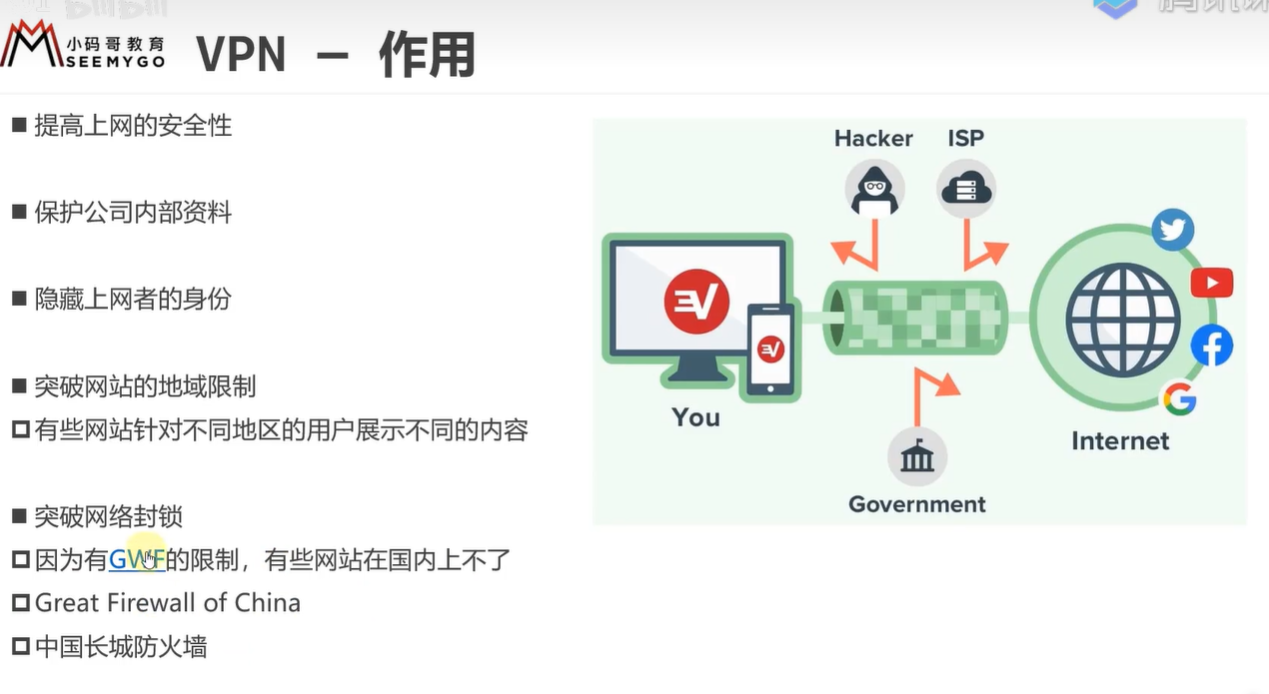 小码哥教育
SEEMYGO
VPN － 作用
■ 提高上网的安全性
■ 保护公司内部资料
■ 隐藏上网者的身份
■ 突破网站的地域限制
□ 有些网站针对不同地区的用户展示不同的内容
■ 突破网络封锁
□ 因为有GWF的限制，有些网站在国内上不了
□ Great Firewall of China
□ 中国长城防火墙
Hacker
ISP
You
Internet
Government